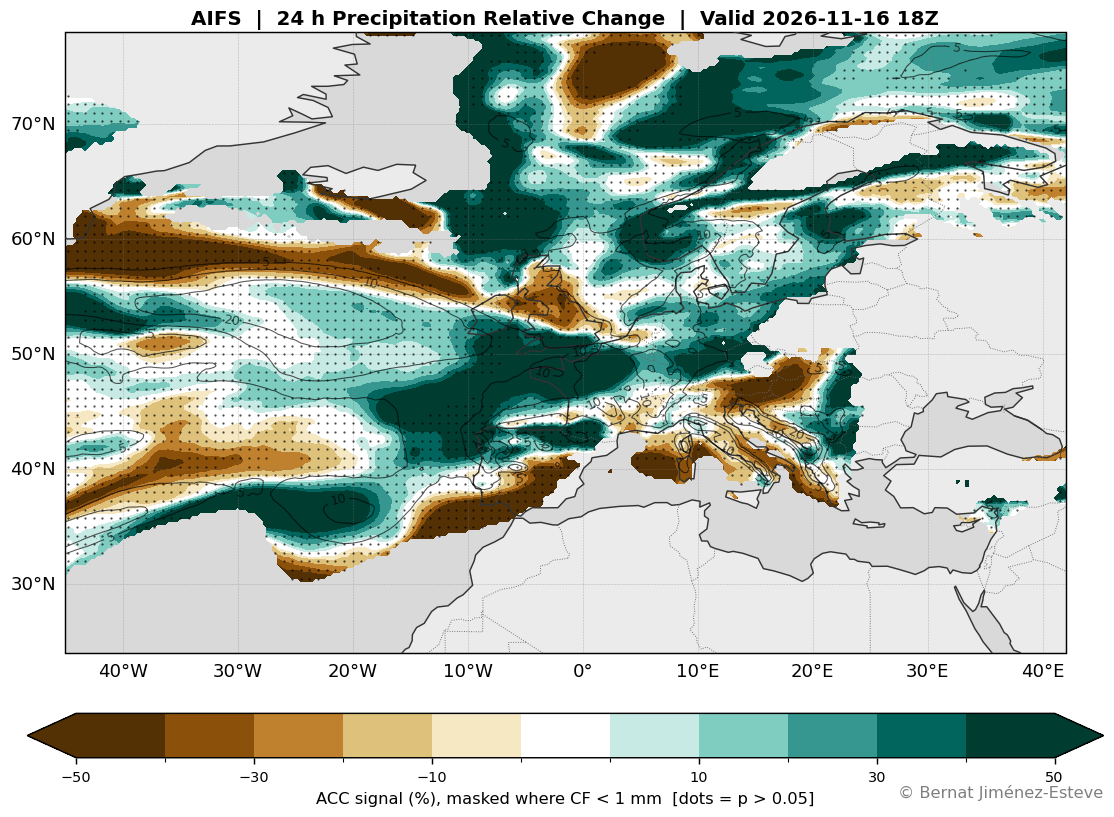 AIFS | 24 h Precipitation Relative Change | Valid 2026-11-16 18Z
70°N
60°N
50°N
40°N
30°N
40°W 30°W 20°W 10°W 0° 10°E 20°E 30°E 40°E
−50 −30 −10 10 30 50
ACC signal (%), masked where CF < 1 mm [dots = p > 0.05]
© Bernat Jiménez-Esteve